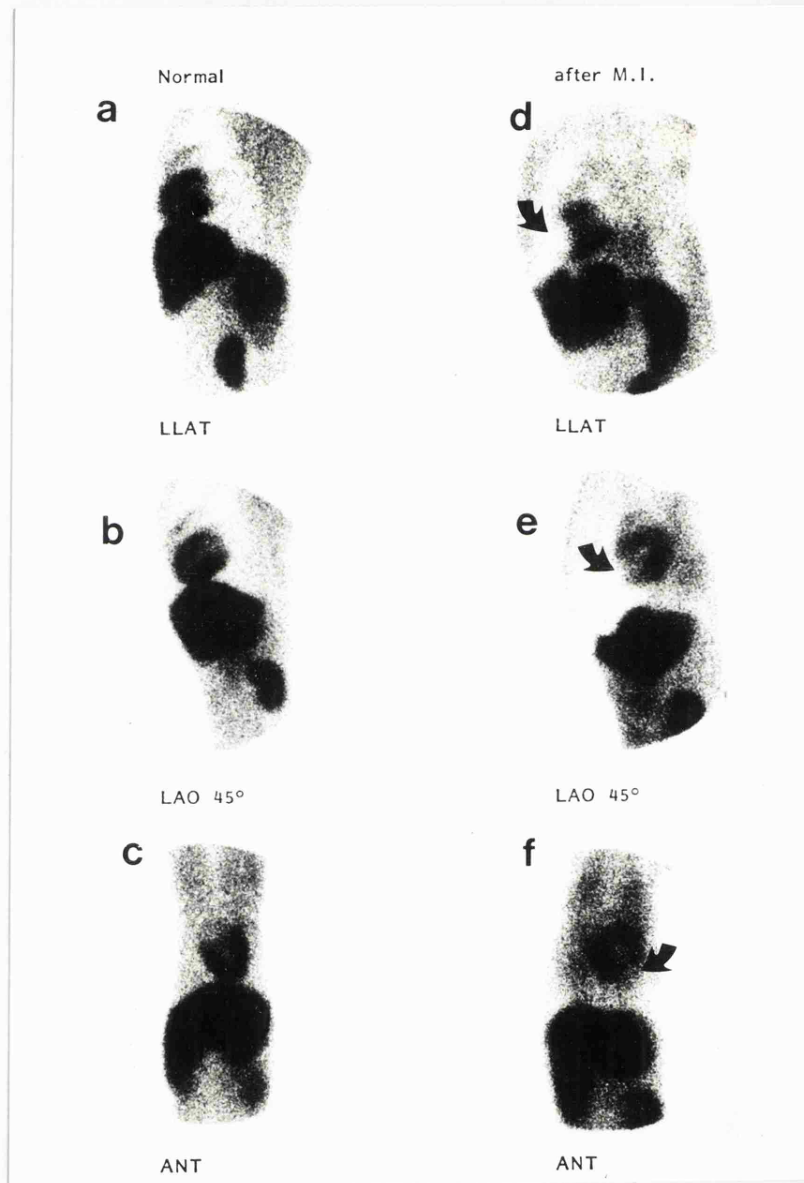 Normal after M.I.
a d
LLAT LLAT
b e
LAO 45° LAO 45°
c f
ANT ANT